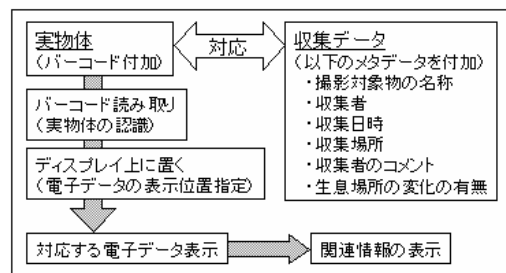 実物体
(バーコード付加)
対応
収集データ
(以下のメタデータを付加)
・撮影対象物の名称
・収集者
・収集日時
・収集場所
・収集者のコメント
・生息場所の変化の有無
バーコード読み取り
(実物体の認識)
ディスプレイ上に置く
(電子データの表示位置指定)
対応する電子データ表示
関連情報の表示